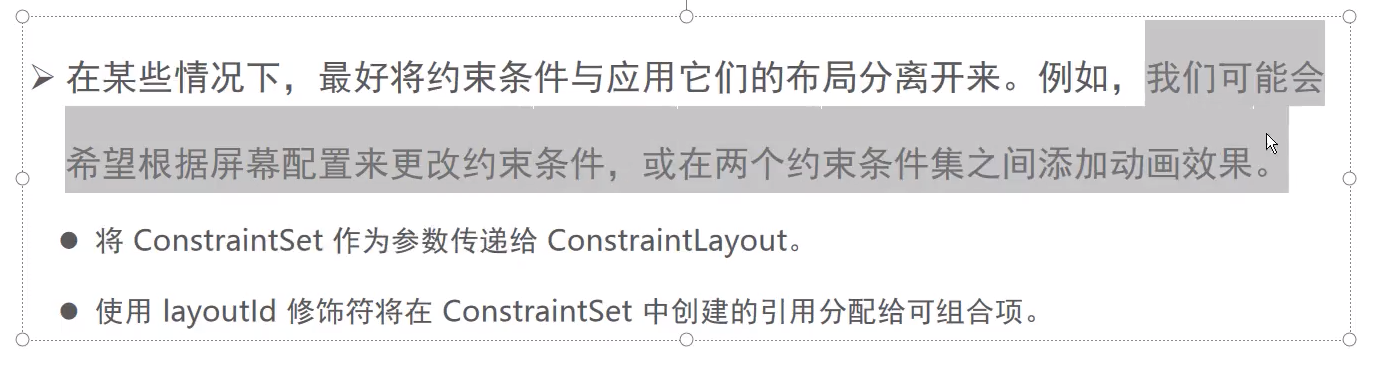 在某些情况下，最好将约束条件与应用它们的布局分离开来。例如，我们可能会
希望根据屏幕配置来更改约束条件，或在两个约束条件集之间添加动画效果。
将 ConstraintSet 作为参数传递给 ConstraintLayout。
使用 layoutId 修饰符将在 ConstraintSet 中创建的引用分配给可组合项。